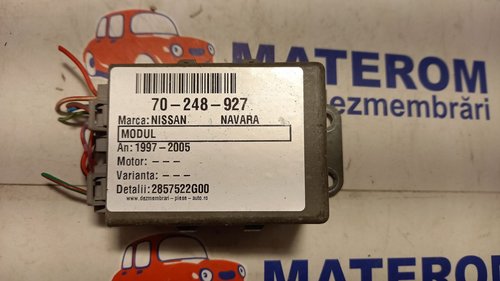 MATEROM
dezmembrări
70-248-927
Marca: NISSAN NAVARA
MODUL
An: 1997-2005
Motor: ---
Varianta: ---
Detalii: 2857522G00
www.dezmembrări-piese-auto.ro
MATEROM